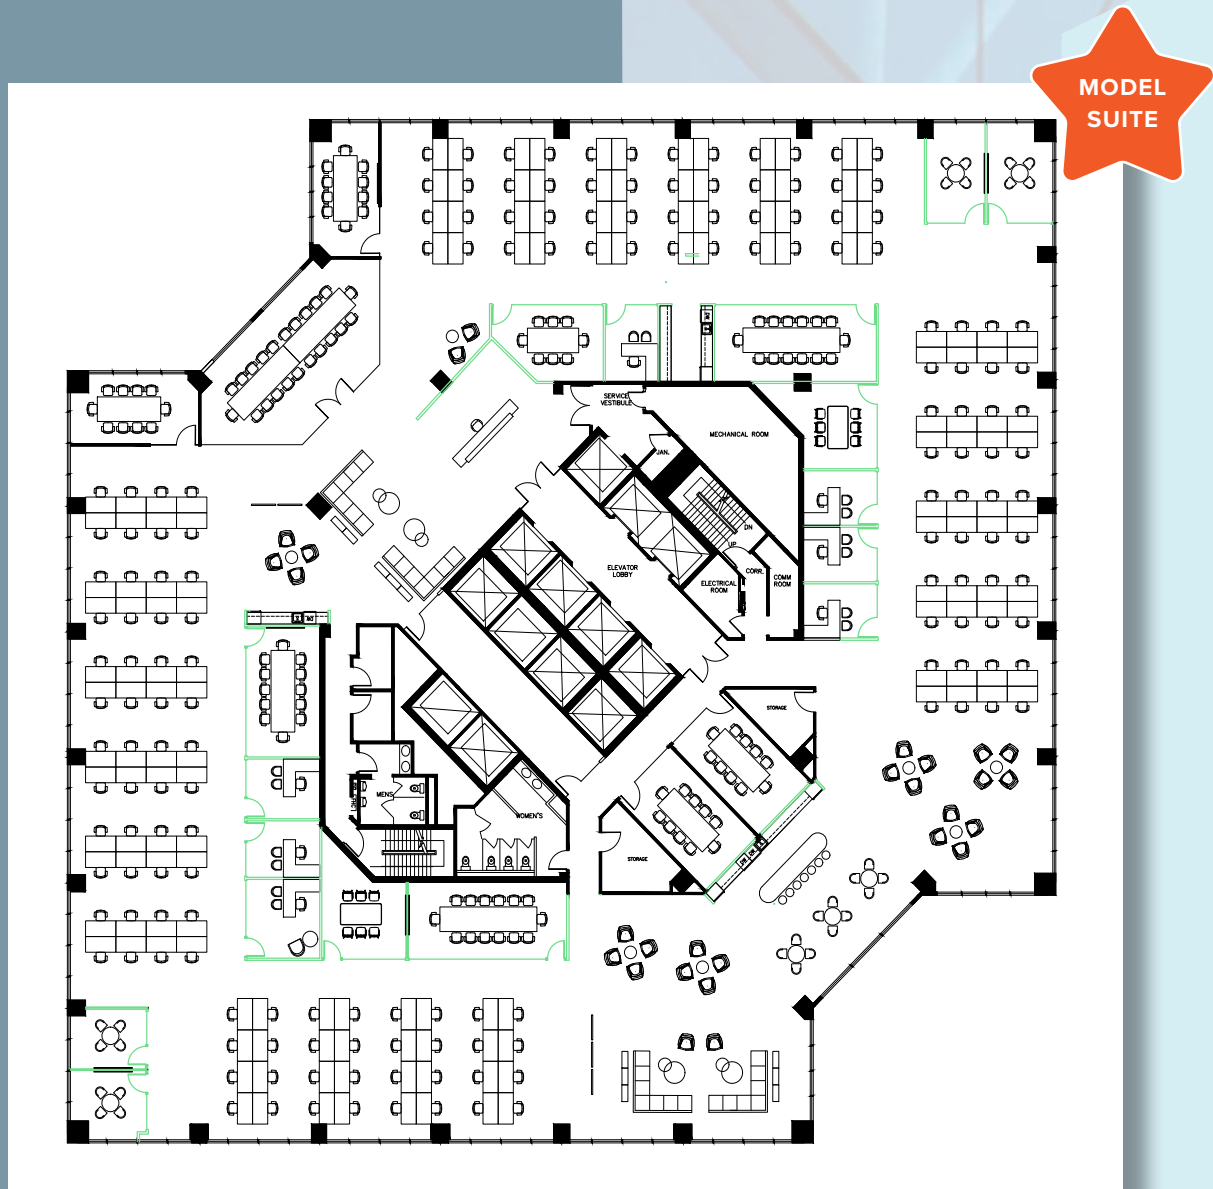 MODEL
SUITE
SERVICE
VESTIBULE
MECHANICAL ROOM
JAN.
DN
UP
ELEVATOR
LOBBY
CORR.
COMM
ROOM
ELECTRICAL
ROOM
STORAGE
MENS
WOMEN'S
STORAGE